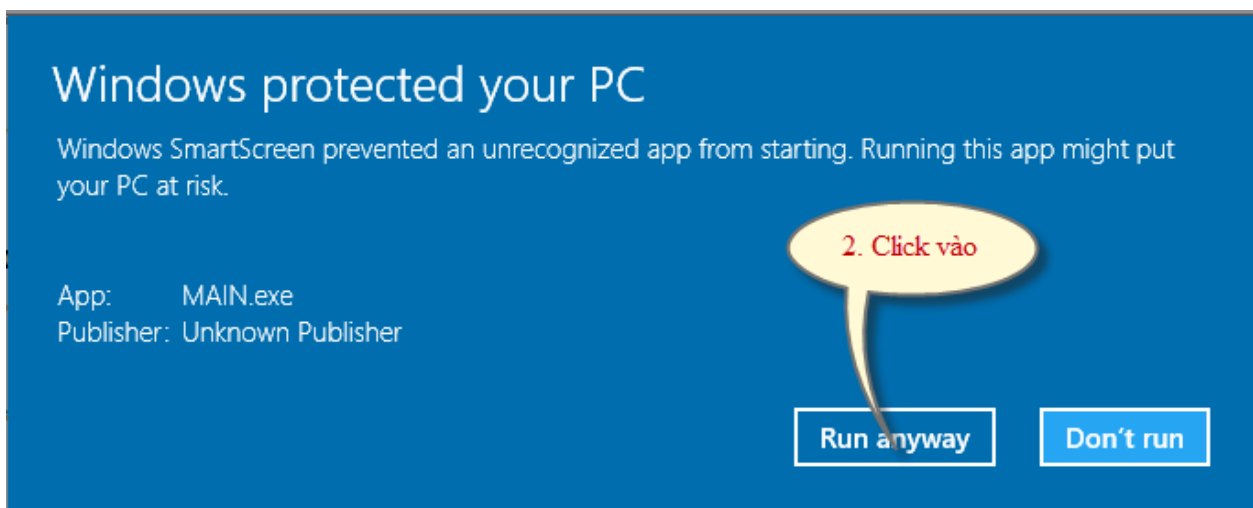 Windows protected your PC
Windows SmartScreen prevented an unrecognized app from starting. Running this app might put
your PC at risk.
2. Click vào
App: MAIN.exe
Publisher: Unknown Publisher
Run anyway
Don't run